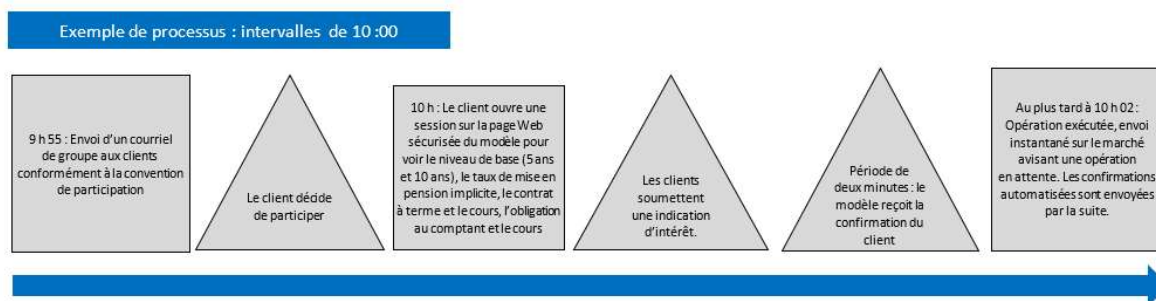 Exemple de processus : intervalles de 10 :00
9 h 55 : Envoi d'un courriel
de groupe aux clients
conformément à la convention
de participation
Le client décide
de participer
10 h : Le client ouvre une
session sur la page Web
sécurisée du modèle pour
voir le niveau de base (5 ans
et 10 ans), le taux de mise en
pension implicite, le contrat
à terme et le cours, l'obligation
au comptant et le cours
Les clients
soumettent
une indication
d'intérêt.
Période de
deux minutes : le
modèle reçoit la
confirmation du
client
Au plus tard à 10 h 02 :
Opération exécutée, envoi
instantané sur le marché
avisant une opération
en attente. Les confirmations
automatisées sont envoyées
par la suite.